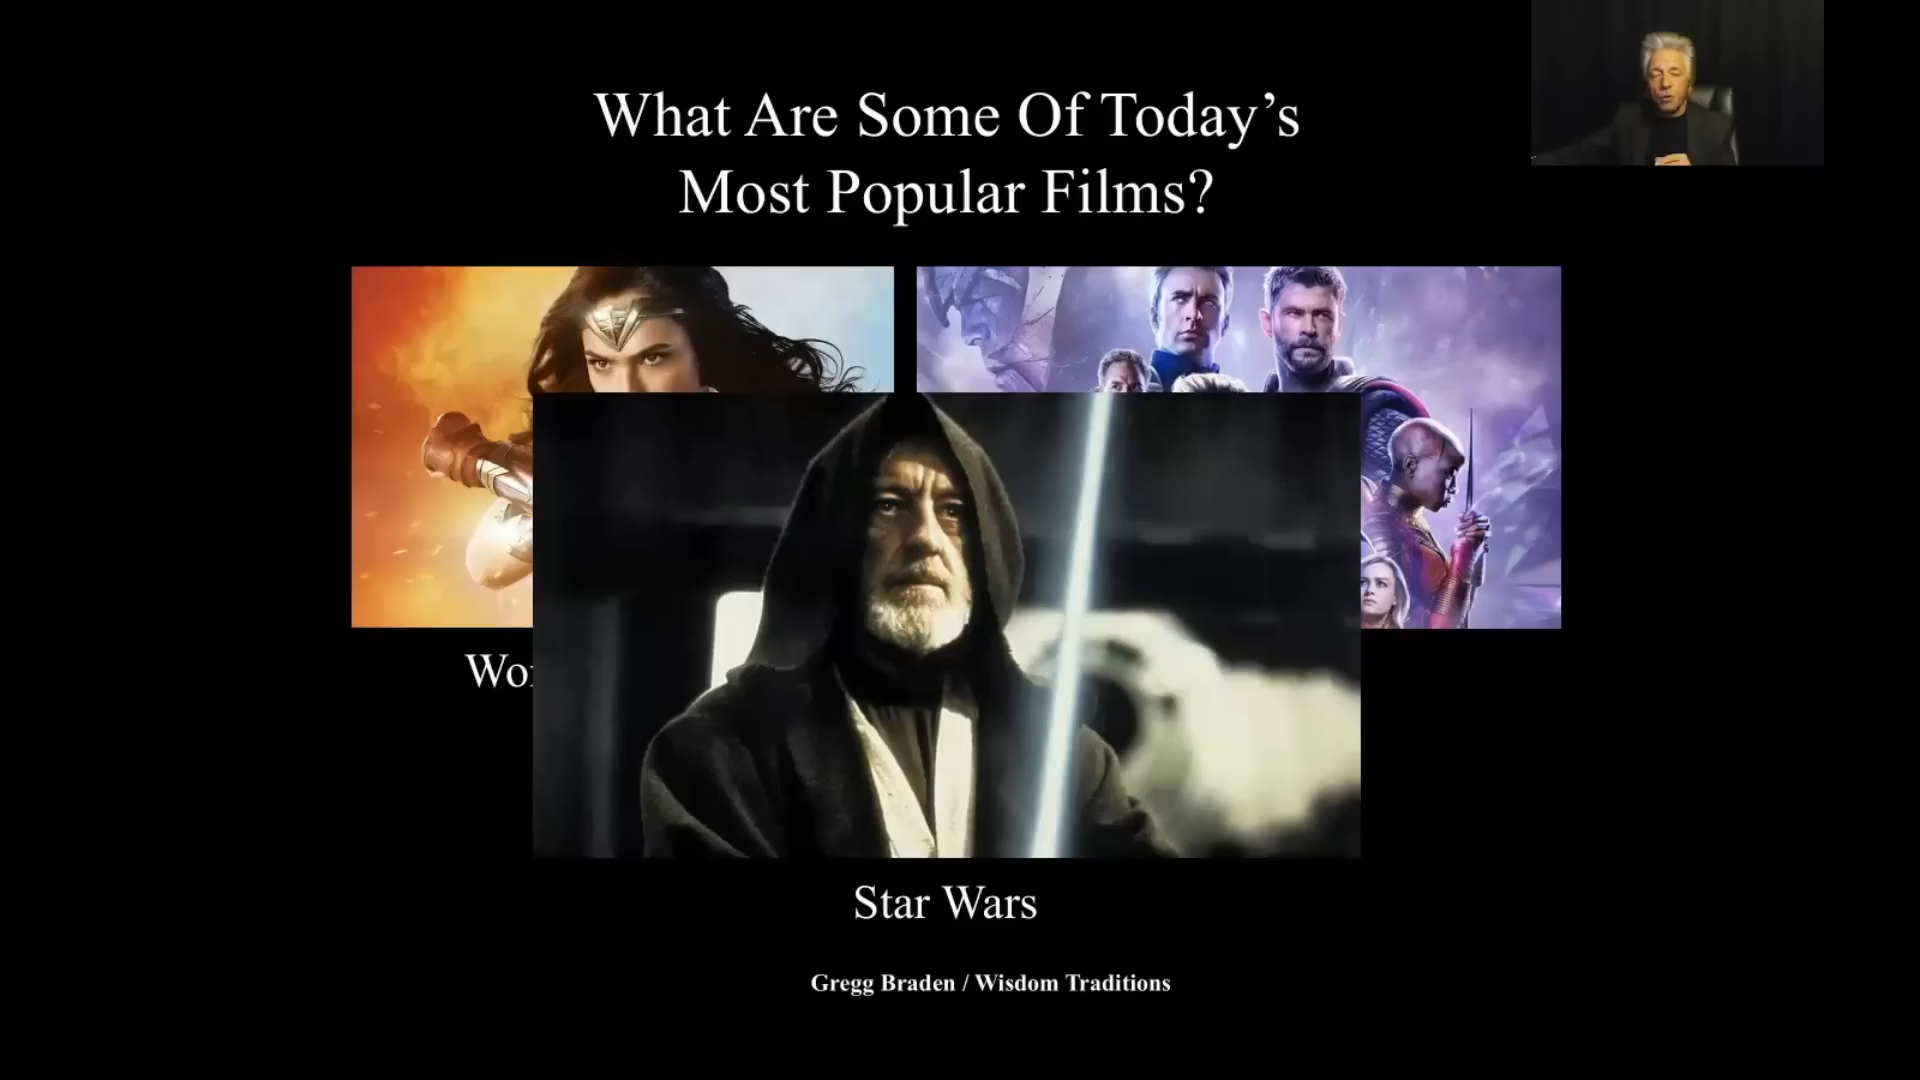 What Are Some Of Today’s
Most Popular Films?
Star Wars
Gregg Braden / Wisdom Traditions